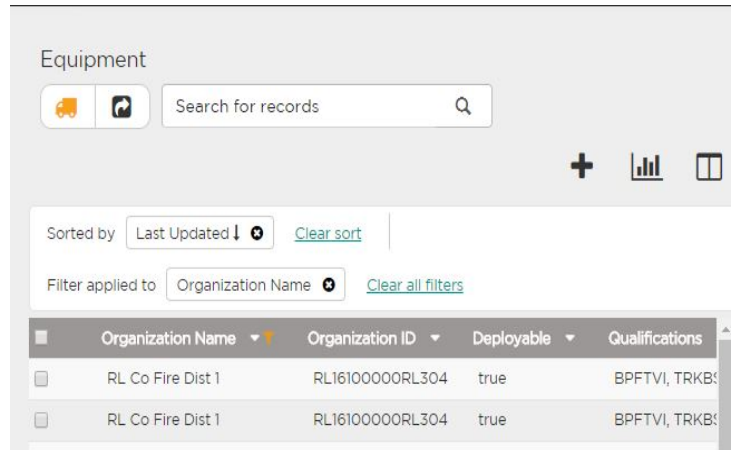 Equipment
Search for records
Sorted by Last Updated Clear sort
Filter applied to Organization Name Clear all filters
Organization Name Organization ID Deployable Qualifications
RL Co Fire Dist 1 RL16100000RL304 true BPFTVI,
RL Co Fire Dist 1 RL16100000RL304 true BPFTVI,